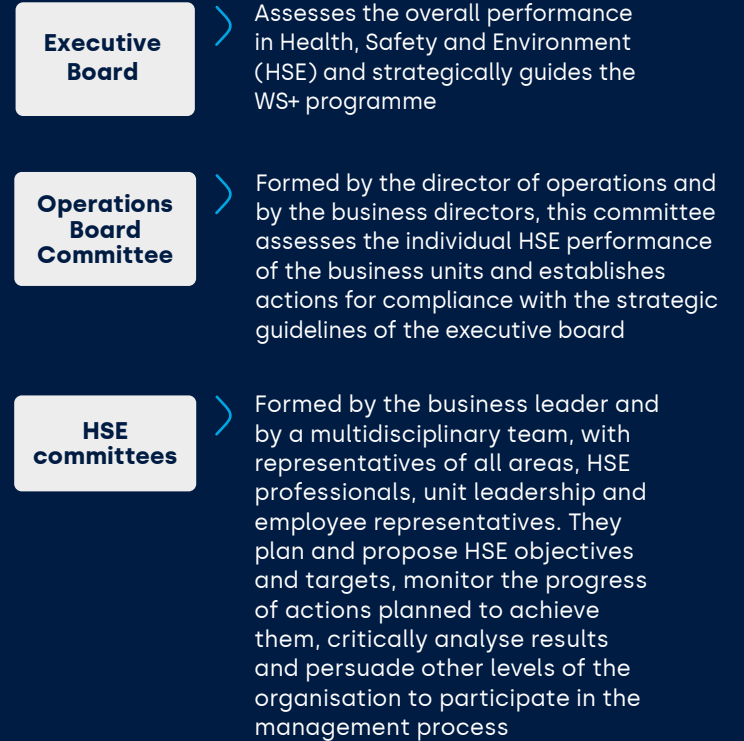 Executive
Board
Assesses the overall performance
in Health, Safety and Environment
(HSE) and strategically guides the
WS+ programme
Operations
Board
Committee
Formed by the director of operations and
by the business directors, this committee
assesses the individual HSE performance
of the business units and establishes
actions for compliance with the strategic
guidelines of the executive board
HSE
committees
Formed by the business leader and
by a multidisciplinary team, with
representatives of all areas, HSE
professionals, unit leadership and
employee representatives. They
plan and propose HSE objectives
and targets, monitor the progress
of actions planned to achieve
them, critically analyse results
and persuade other levels of the
organisation to participate in the
management process